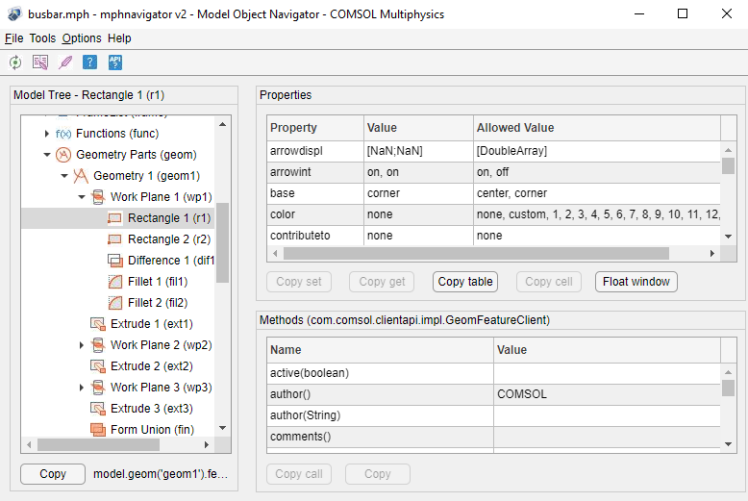 busbar.mph - mphnavigator v2 - Model Object Navigator - COMSOL Multiphysics
File Tools Options Help
Model Tree - Rectangle 1 (r1)
Functions (func)
Geometry Parts (geom)
Geometry 1 (geom1)
Work Plane 1 (wp1)
Rectangle 1 (r1)
Rectangle 2 (r2)
Difference 1 (dif1
Fillet 1 (fil1)
Fillet 2 (fil2)
Extrude 1 (ext1)
Work Plane 2 (wp2)
Extrude 2 (ext2)
Work Plane 3 (wp3)
Extrude 3 (ext3)
Form Union (fin)
Copy model.geom('geom1').fe...
Properties
Property Value Allowed Value
arrowdispl [NaN;NaN] [DoubleArray]
arrowint on, on on, off
base corner center, corner
color none none, custom, 1, 2, 3, 4, 5, 6, 7, 8, 9, 10, 11, 12,
contributeto none none
Copy set Copy get Copy table Copy cell Float window
Methods (com.comsol.clientapi.impl.GeomFeatureClient)
Name Value
active(boolean)
author() COMSOL
author(String)
comments()
Copy call Copy